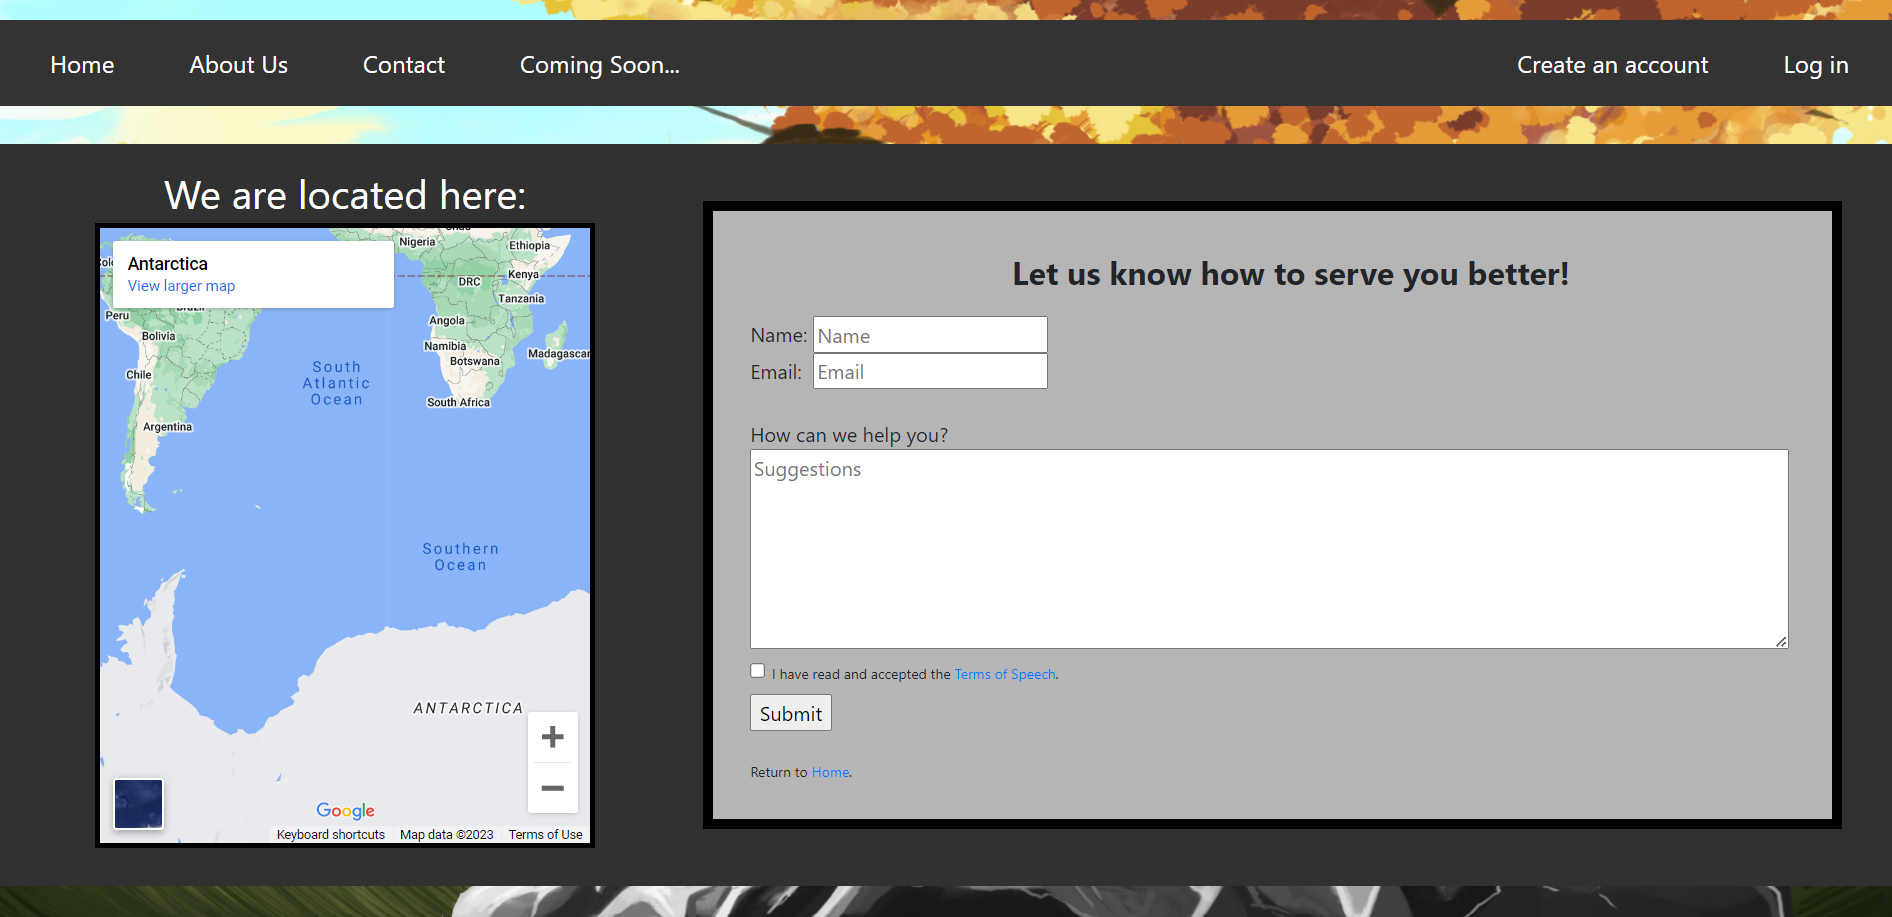 Home About Us Contact Coming Soon... Create an account Log in
We are located here:
Antarctica
View larger map
Nigeria
Ethiopia
Kenya
DRC
Tanzania
Peru
Angola
Bolivia
Namibia
Madagascar
Botswana
Chile
South
Atlantic
Ocean
South Africa
Argentina
Southern
Ocean
ANTARCTICA
Google
Keyboard shortcuts Map data ©2023 Terms of Use
Let us know how to serve you better!
Name: Name
Email: Email
How can we help you?
Suggestions
I have read and accepted the Terms of Speech.
Submit
Return to Home.